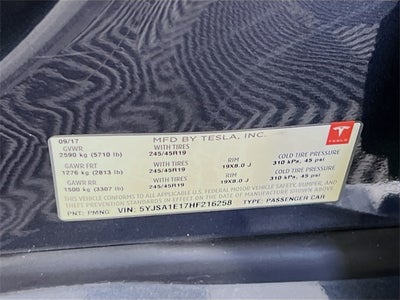 09/17 MFD BY TESLA, INC. TESLA
GVWR WITH TIRES RIM COLD TIRE PRESSURE
2590 kg (5710 lb) 245/45R19 19X8.0 J 310 kPa, 45 psi
GAWR FRT WITH TIRES RIM COLD TIRE PRESSURE
1276 kg (2813 lb) 245/45R19 19X8.0 J 310 kPa, 45 psi
GAWR RR WITH TIRES
1500 kg (3307 lb) 245/45R19
THIS VEHICLE CONFORMS TO ALL APPLICABLE U.S. FEDERAL MOTOR VEHICLE SAFETY, BUMPER, AND
THEFT PREVENTION STANDARDS IN EFFECT ON THE DATE OF MANUFACTURE SHOWN ABOVE
PNT: PMNG VIN: 5YJSA1E17HF216258 TYPE: PASSENGER CAR